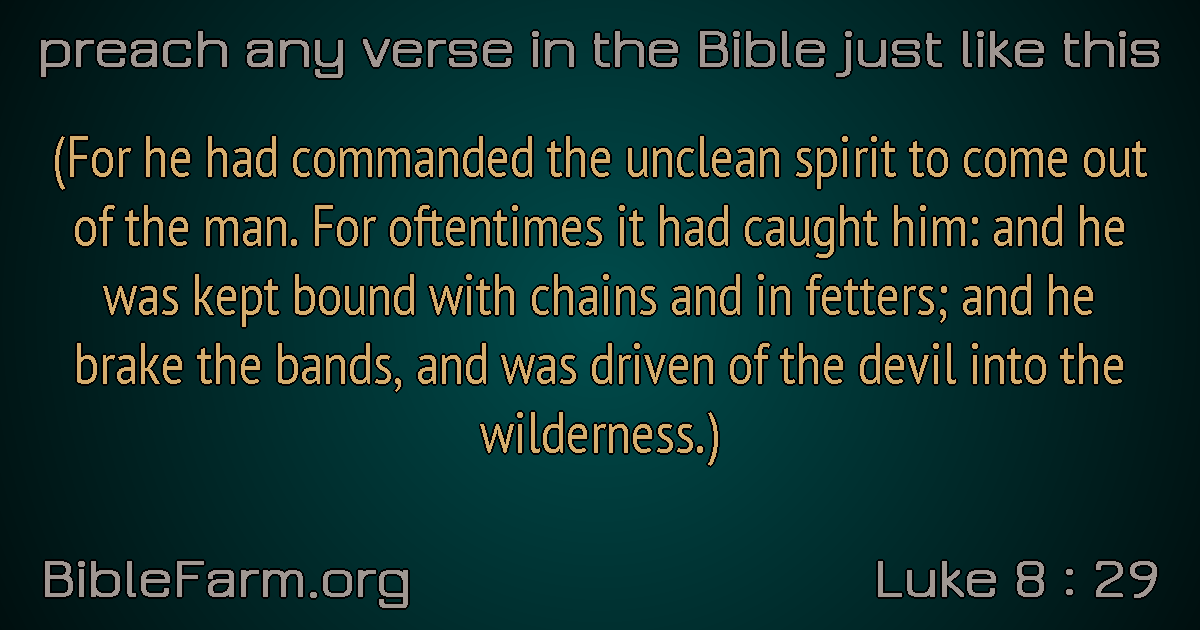 preach any verse in the Bible just like this
(For he had commanded the unclean spirit to come out
of the man. For oftentimes it had caught him: and he
was kept bound with chains and in fetters; and he
brake the bands, and was driven of the devil into the
wilderness.)
BibleFarm.org
Luke 8 : 29